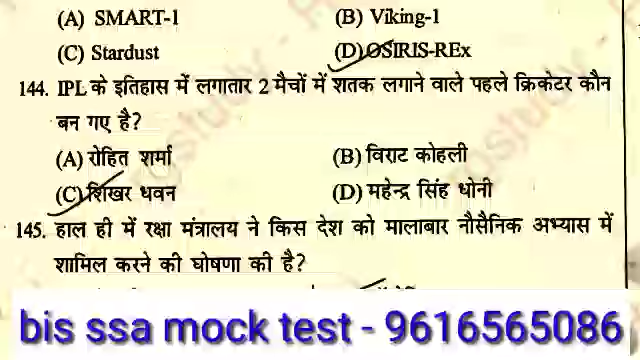 (A) SMART-1 (B) Viking-1
(C) Stardust (D) OSIRIS-REx
144. IPL के इतिहास में लगातार 2 मैचों में शतक लगाने वाले पहले क्रिकेटर कौन
बन गए है?
(A) रोहित शर्मा (B) विराट कोहली
(C) शिखर धवन (D) महेन्द्र सिंह धोनी
145. हाल ही में रक्षा मंत्रालय ने किस देश को मालाबार नौसैनिक अभ्यास में
शामिल करने की घोषणा की है?
bis ssa mock test - 9616565086